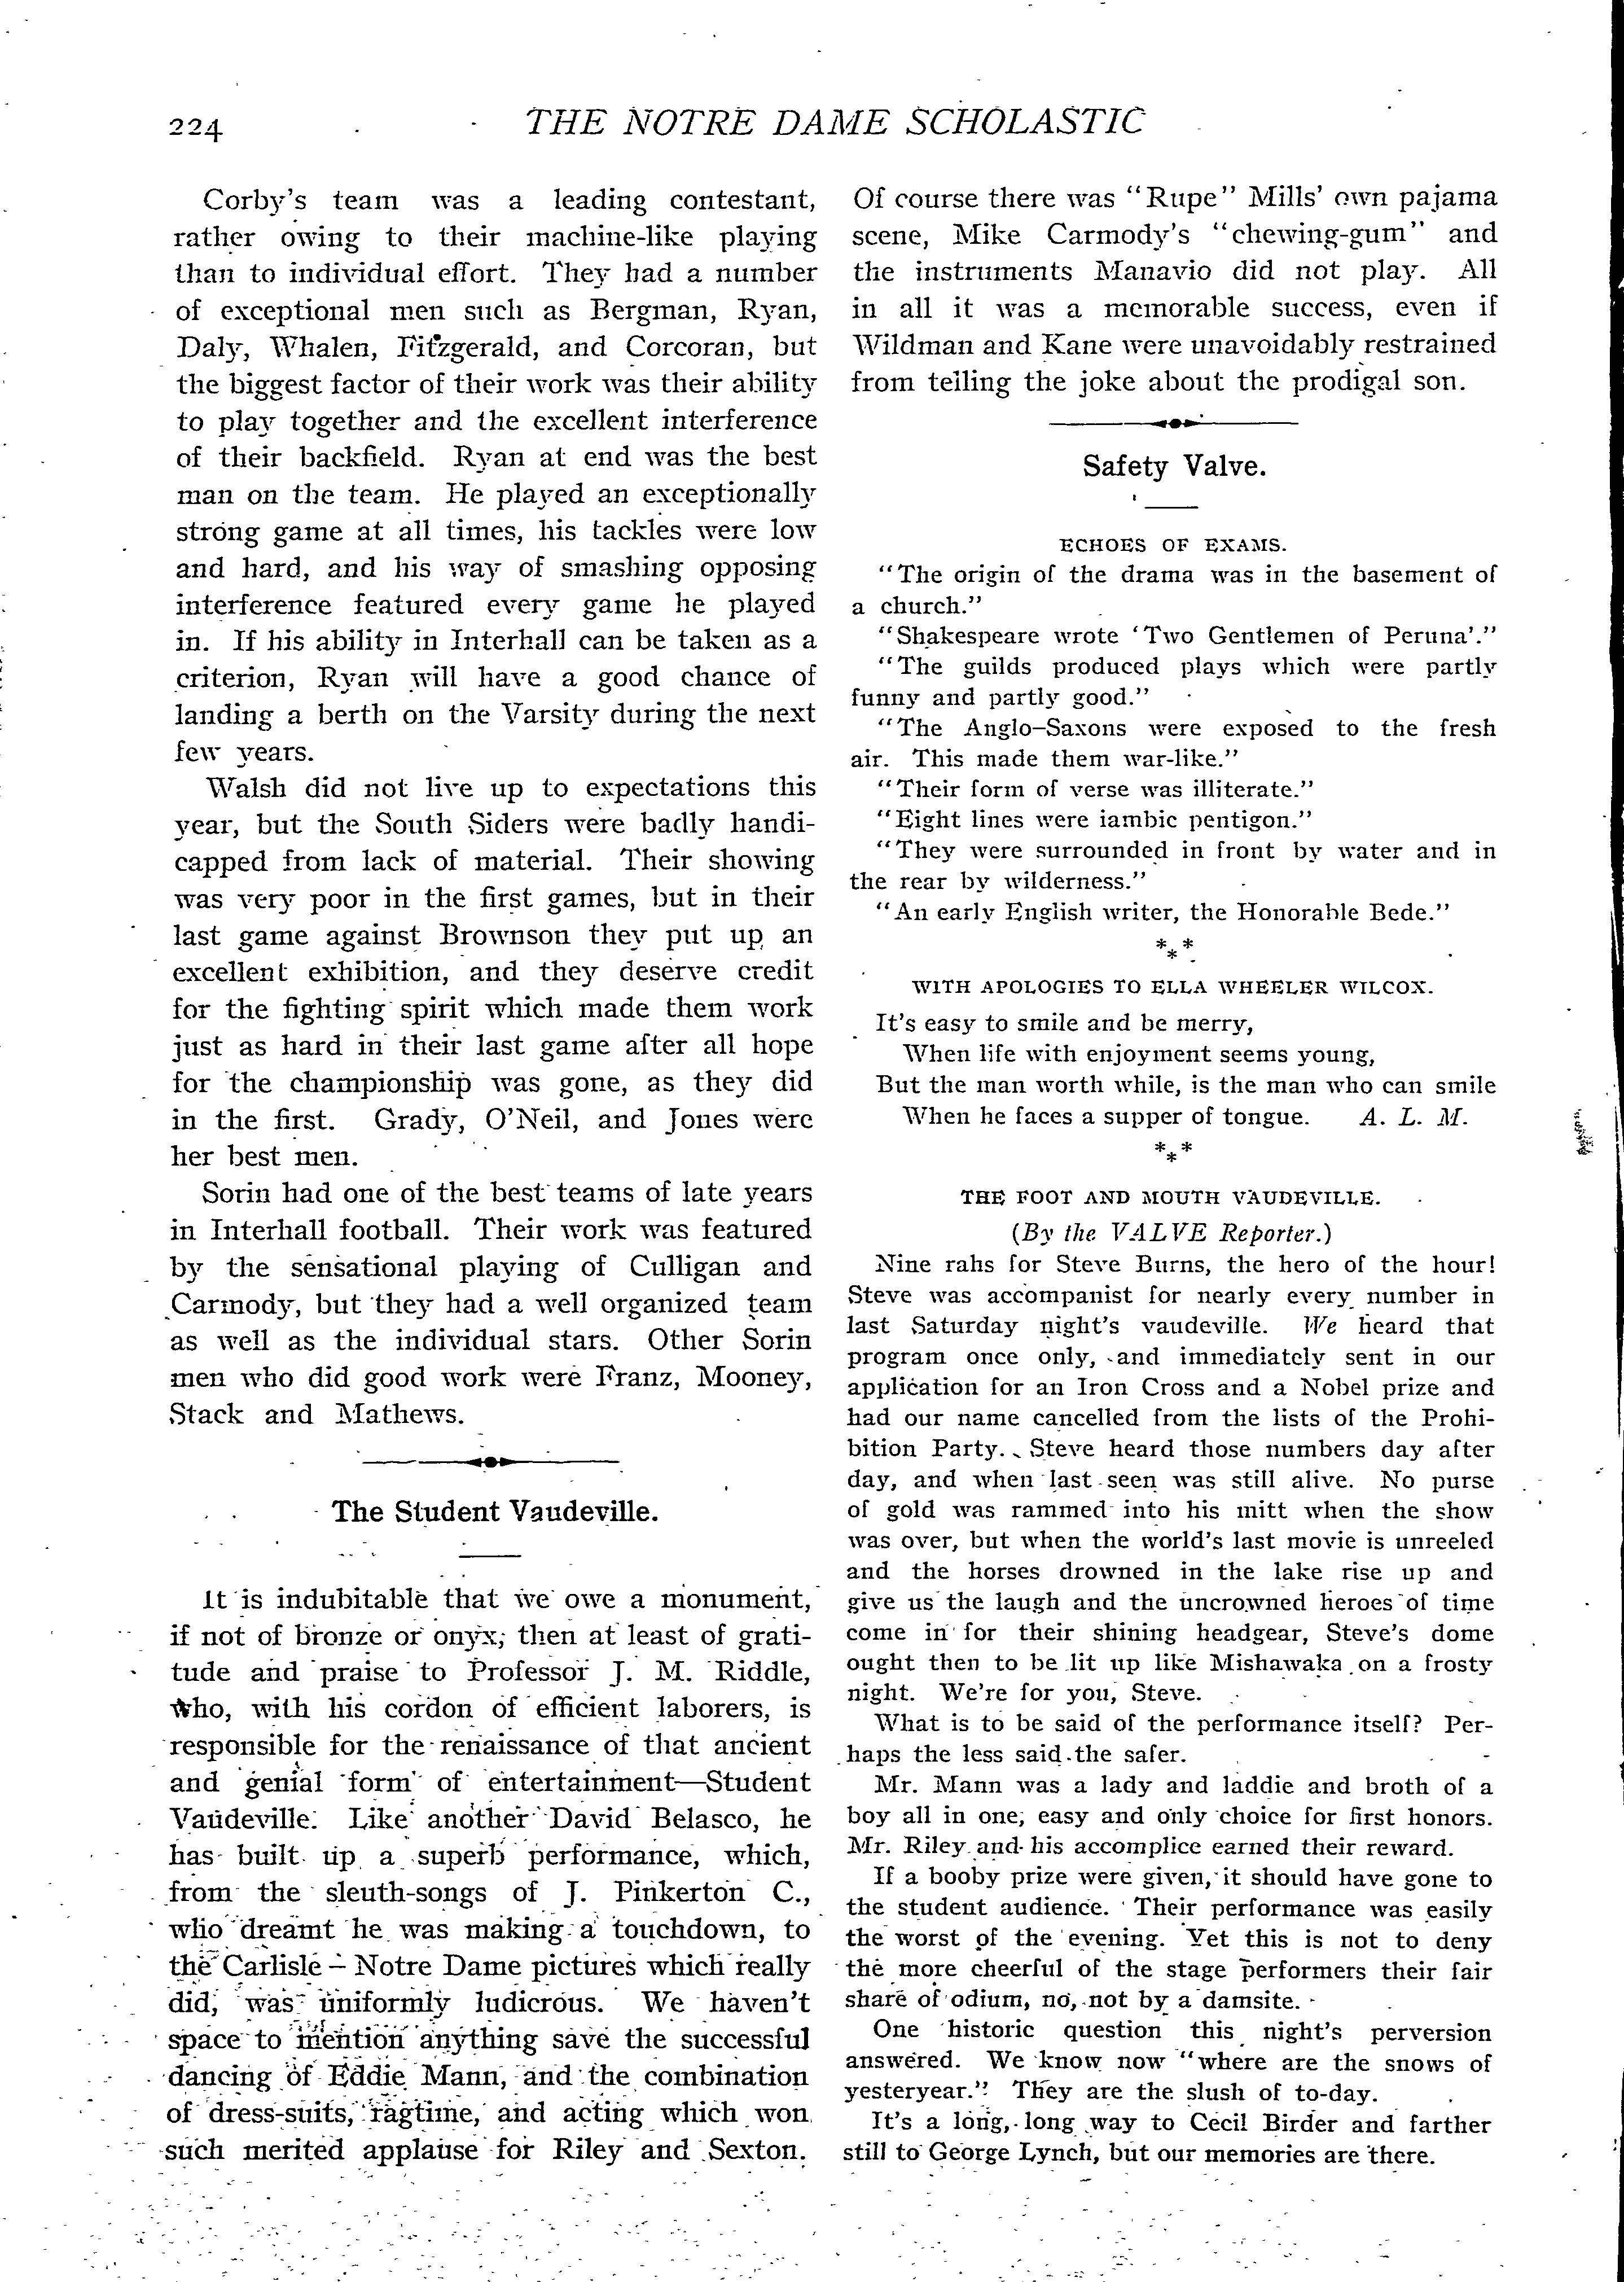 224
THE NOTRE DAME SCHOLASTIC
Corby's team was a leading contestant,
rather owing to their machine-like playing
than to individual effort. They had a number
of exceptional men such as Bergman, Ryan,
Daly, Whalen, Fitzgerald, and Corcoran, but
the biggest factor of their work was their ability
to play together and the excellent interference
of their backfield. Ryan at end was the best
man on the team. He played an exceptionally
strong game at all times, his tackles were low
and hard, and his way of smashing opposing
interference featured every game he played
in. If his ability in Interhall can be taken as a
criterion, Ryan will have a good chance of
landing a berth on the Varsity during the next
few years.
Walsh did not live up to expectations this
year, but the South Siders were badly handi-
capped from lack of material. Their showing
was very poor in the first games, but in their
last game against Brownson they put up an
excellent exhibition, and they deserve credit
for the fighting spirit which made them work
just as hard in their last game after all hope
for the championship was gone, as they did
in the first. Grady, O'Neil, and Jones were
her best men.
Sorin had one of the best teams of late years
in Interhall football. Their work was featured
by the sensational playing of Culligan and
Carmody, but they had a well organized team
as well as the individual stars. Other Sorin
men who did good work were Franz, Mooney,
Stack and Mathews.
The Student Vaudeville.
It is indubitable that we owe a monument,
if not of bronze or onyx, then at least of grati-
tude and praise to Professor J. M. Riddle,
who, with his cordon of efficient laborers, is
responsible for the renaissance of that ancient
and genial form of entertainment—Student
Vaudeville. Like another David Belasco, he
has built up a superb performance, which,
from the sleuth-songs of J. Pinkerton C.,
who dreamt he was making a touchdown, to
the Carlisle – Notre Dame pictures which really
did, was uniformly ludicrous. We haven't
space to mention anything save the successful
dancing of Eddie Mann, and the combination
of dress-suits, ragtime, and acting which won
such merited applause for Riley and Sexton.
Of course there was "Rupe" Mills' own pajama
scene, Mike Carmody's "chewing-gum" and
the instruments Manavio did not play. All
in all it was a memorable success, even if
Wildman and Kane were unavoidably restrained
from telling the joke about the prodigal son.
Safety Valve.
ECHOES OF EXAMS.
"The origin of the drama was in the basement of
a church."
"Shakespeare wrote 'Two Gentlemen of Peruna'."
"The guilds produced plays which were partly
funny and partly good."
"The Anglo-Saxons were exposed to the fresh
air. This made them war-like."
"Their form of verse was illiterate."
"Eight lines were iambic pentigon."
"They were surrounded in front by water and in
the rear by wilderness."
"An early English writer, the Honorable Bede."
***
WITH APOLOGIES TO ELLA WHEELER WILCOX.
It's easy to smile and be merry,
When life with enjoyment seems young,
But the man worth while, is the man who can smile
When he faces a supper of tongue. A. L. M.
***
THE FOOT AND MOUTH VAUDEVILLE.
(By the VALVE Reporter.)
Nine rahs for Steve Burns, the hero of the hour!
Steve was accompanist for nearly every number in
last Saturday night's vaudeville. We heard that
program once only, and immediately sent in our
application for an Iron Cross and a Nobel prize and
had our name cancelled from the lists of the Prohi-
bition Party. Steve heard those numbers day after
day, and when last seen was still alive. No purse
of gold was rammed into his mitt when the show
was over, but when the world's last movie is unreeled
and the horses drowned in the lake rise up and
give us the laugh and the uncrowned heroes of time
come in for their shining headgear, Steve's dome
ought then to be lit up like Mishawaka on a frosty
night. We're for you, Steve.
What is to be said of the performance itself? Per-
haps the less said the safer.
Mr. Mann was a lady and laddie and broth of a
boy all in one, easy and only choice for first honors.
Mr. Riley and his accomplice earned their reward.
If a booby prize were given, it should have gone to
the student audience. Their performance was easily
the worst of the evening. Yet this is not to deny
the more cheerful of the stage performers their fair
share of odium, no, not by a damsite.
One historic question this night's perversion
answered. We know now "where are the snows of
yesteryear." They are the slush of to-day.
It's a long, long way to Cecil Birder and farther
still to George Lynch, but our memories are there.